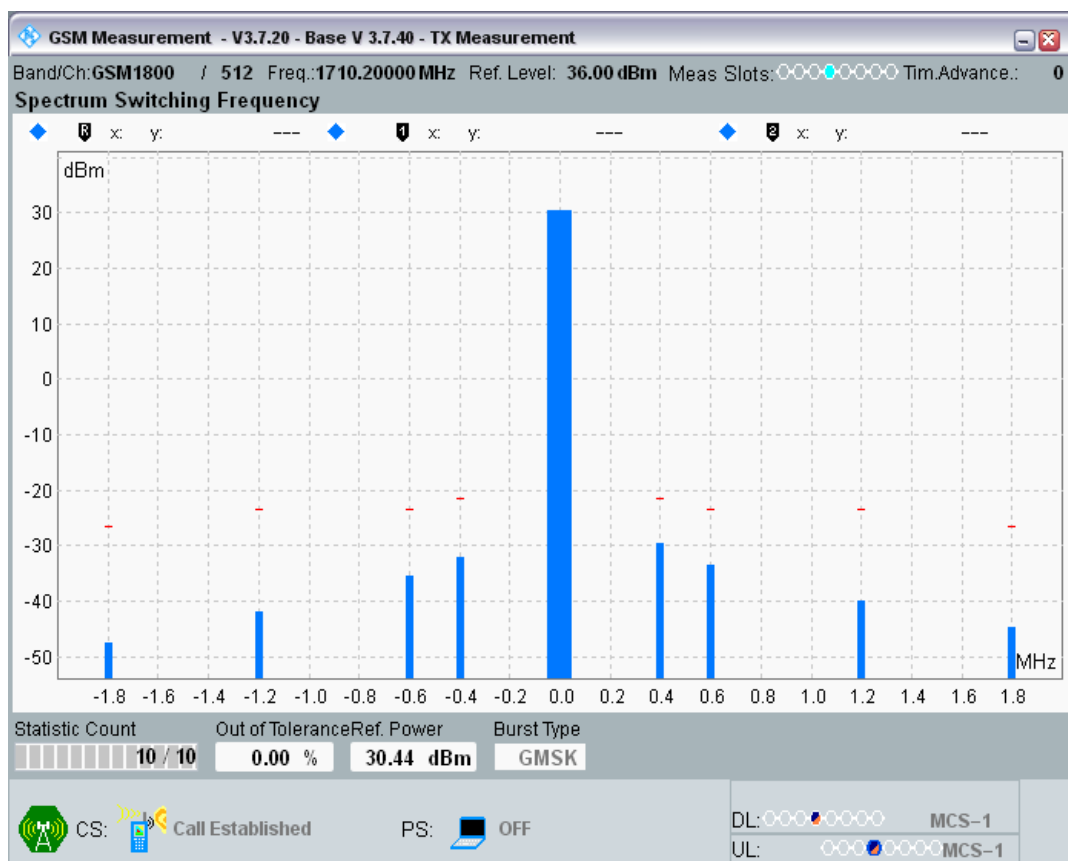 GSM Measurement - V3.7.20 - Base V 3.7.40 - TX Measurement
Band/Ch:GSM1800 / 512 Freq.:1710.20000 MHz Ref. Level: 36.00 dBm Meas Slots: Tim.Advance.: 0
Spectrum Switching Frequency
R x: y: --- 1 x: y: --- 2 x: y: ---
dBm
30
20
10
0
-10
-20
-30
-40
-50
MHz
-1.8 -1.6 -1.4 -1.2 -1.0 -0.8 -0.6 -0.4 -0.2 0.0 0.2 0.4 0.6 0.8 1.0 1.2 1.4 1.6 1.8
Statistic Count Out of Tolerance Ref. Power Burst Type
10 / 10 0.00 % 30.44 dBm GMSK
CS: Call Established PS: OFF
DL: MCS-1
UL: MCS-1